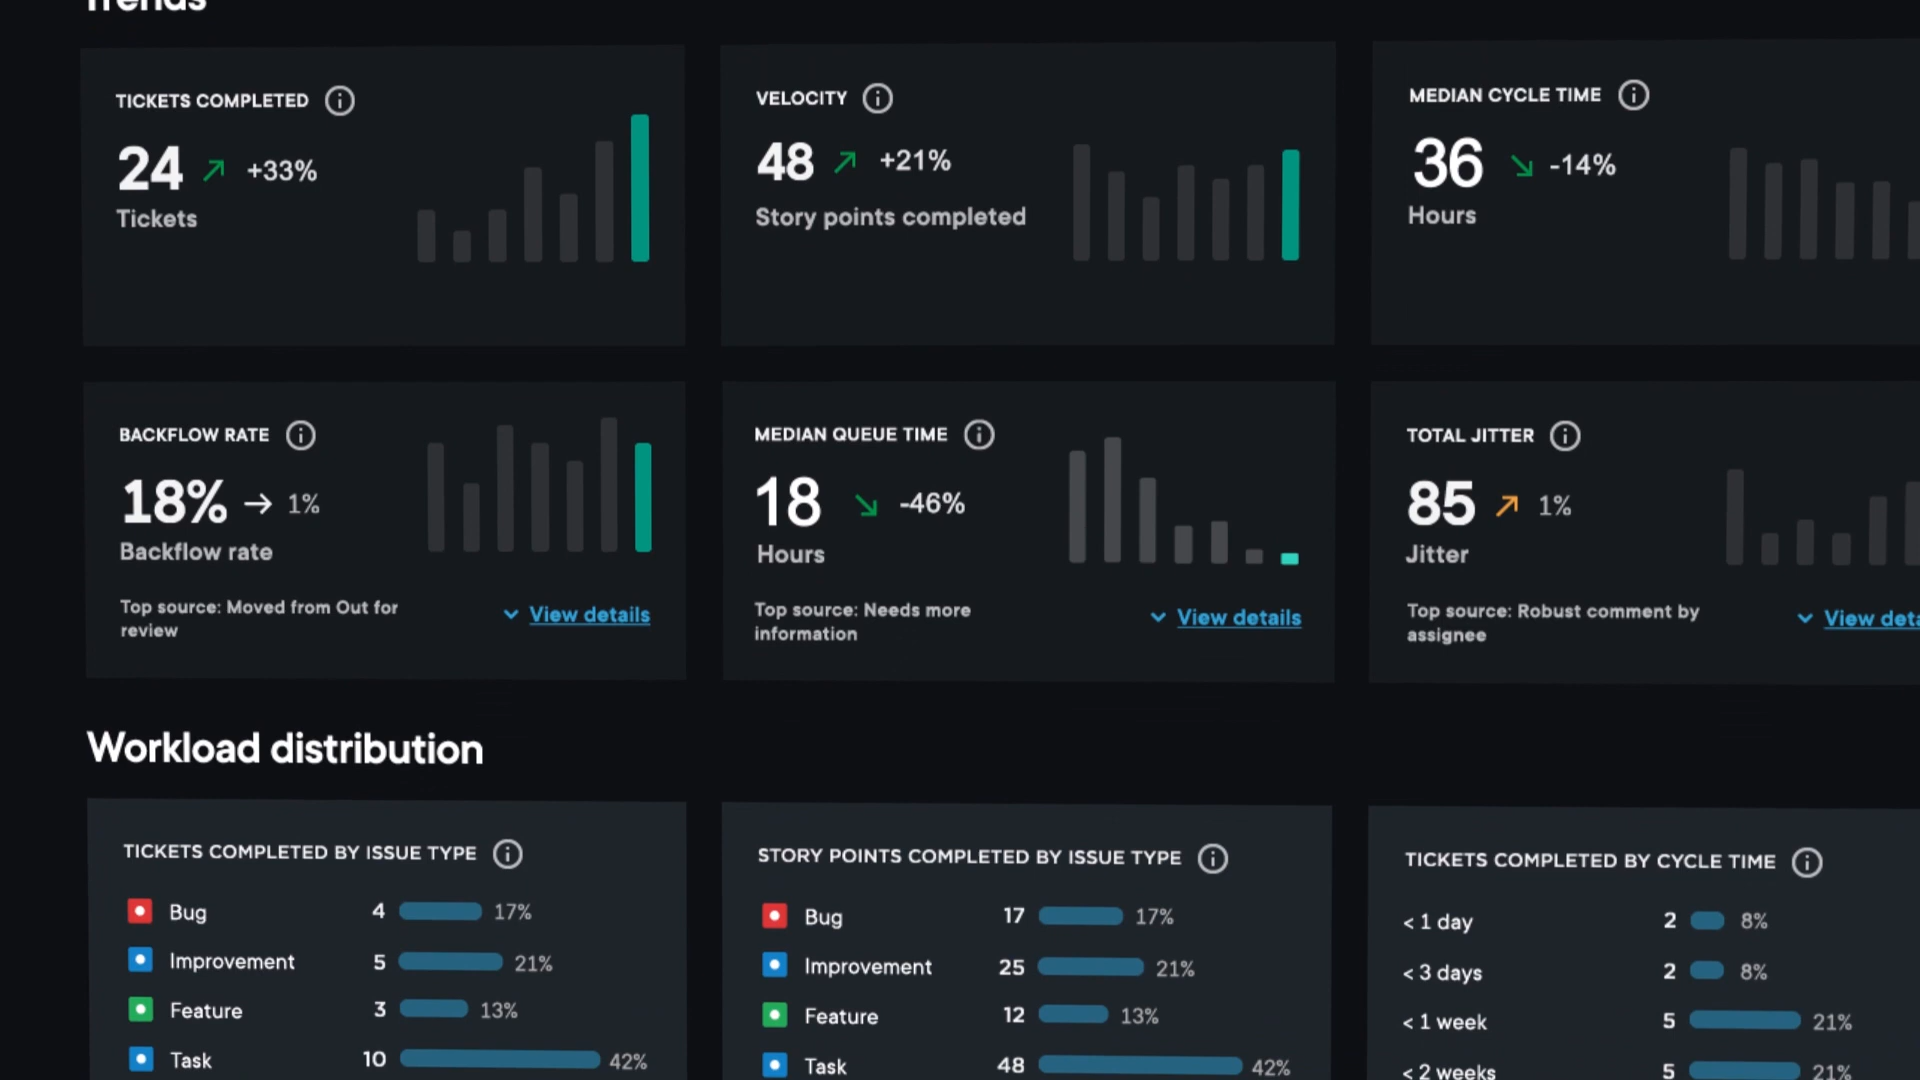 Trends
TICKETS COMPLETED
24 +33%
Tickets
VELOCITY
48 +21%
Story points completed
MEDIAN CYCLE TIME
36 -14%
Hours
BACKFLOW RATE
18% 1%
Backflow rate
Top source: Moved from Out for
review
View details
MEDIAN QUEUE TIME
18 -46%
Hours
Top source: Needs more
information
View details
TOTAL JITTER
85 1%
Jitter
Top source: Robust comment by
assignee
View deta
Workload distribution
TICKETS COMPLETED BY ISSUE TYPE
Bug 4 17%
Improvement 5 21%
Feature 3 13%
Task 10 42%
STORY POINTS COMPLETED BY ISSUE TYPE
Bug 17 17%
Improvement 25 21%
Feature 12 13%
Task 48 42%
TICKETS COMPLETED BY CYCLE TIME
< 1 day 2 8%
< 3 days 2 8%
< 1 week 5 21%
< 2 weeks 5 21%